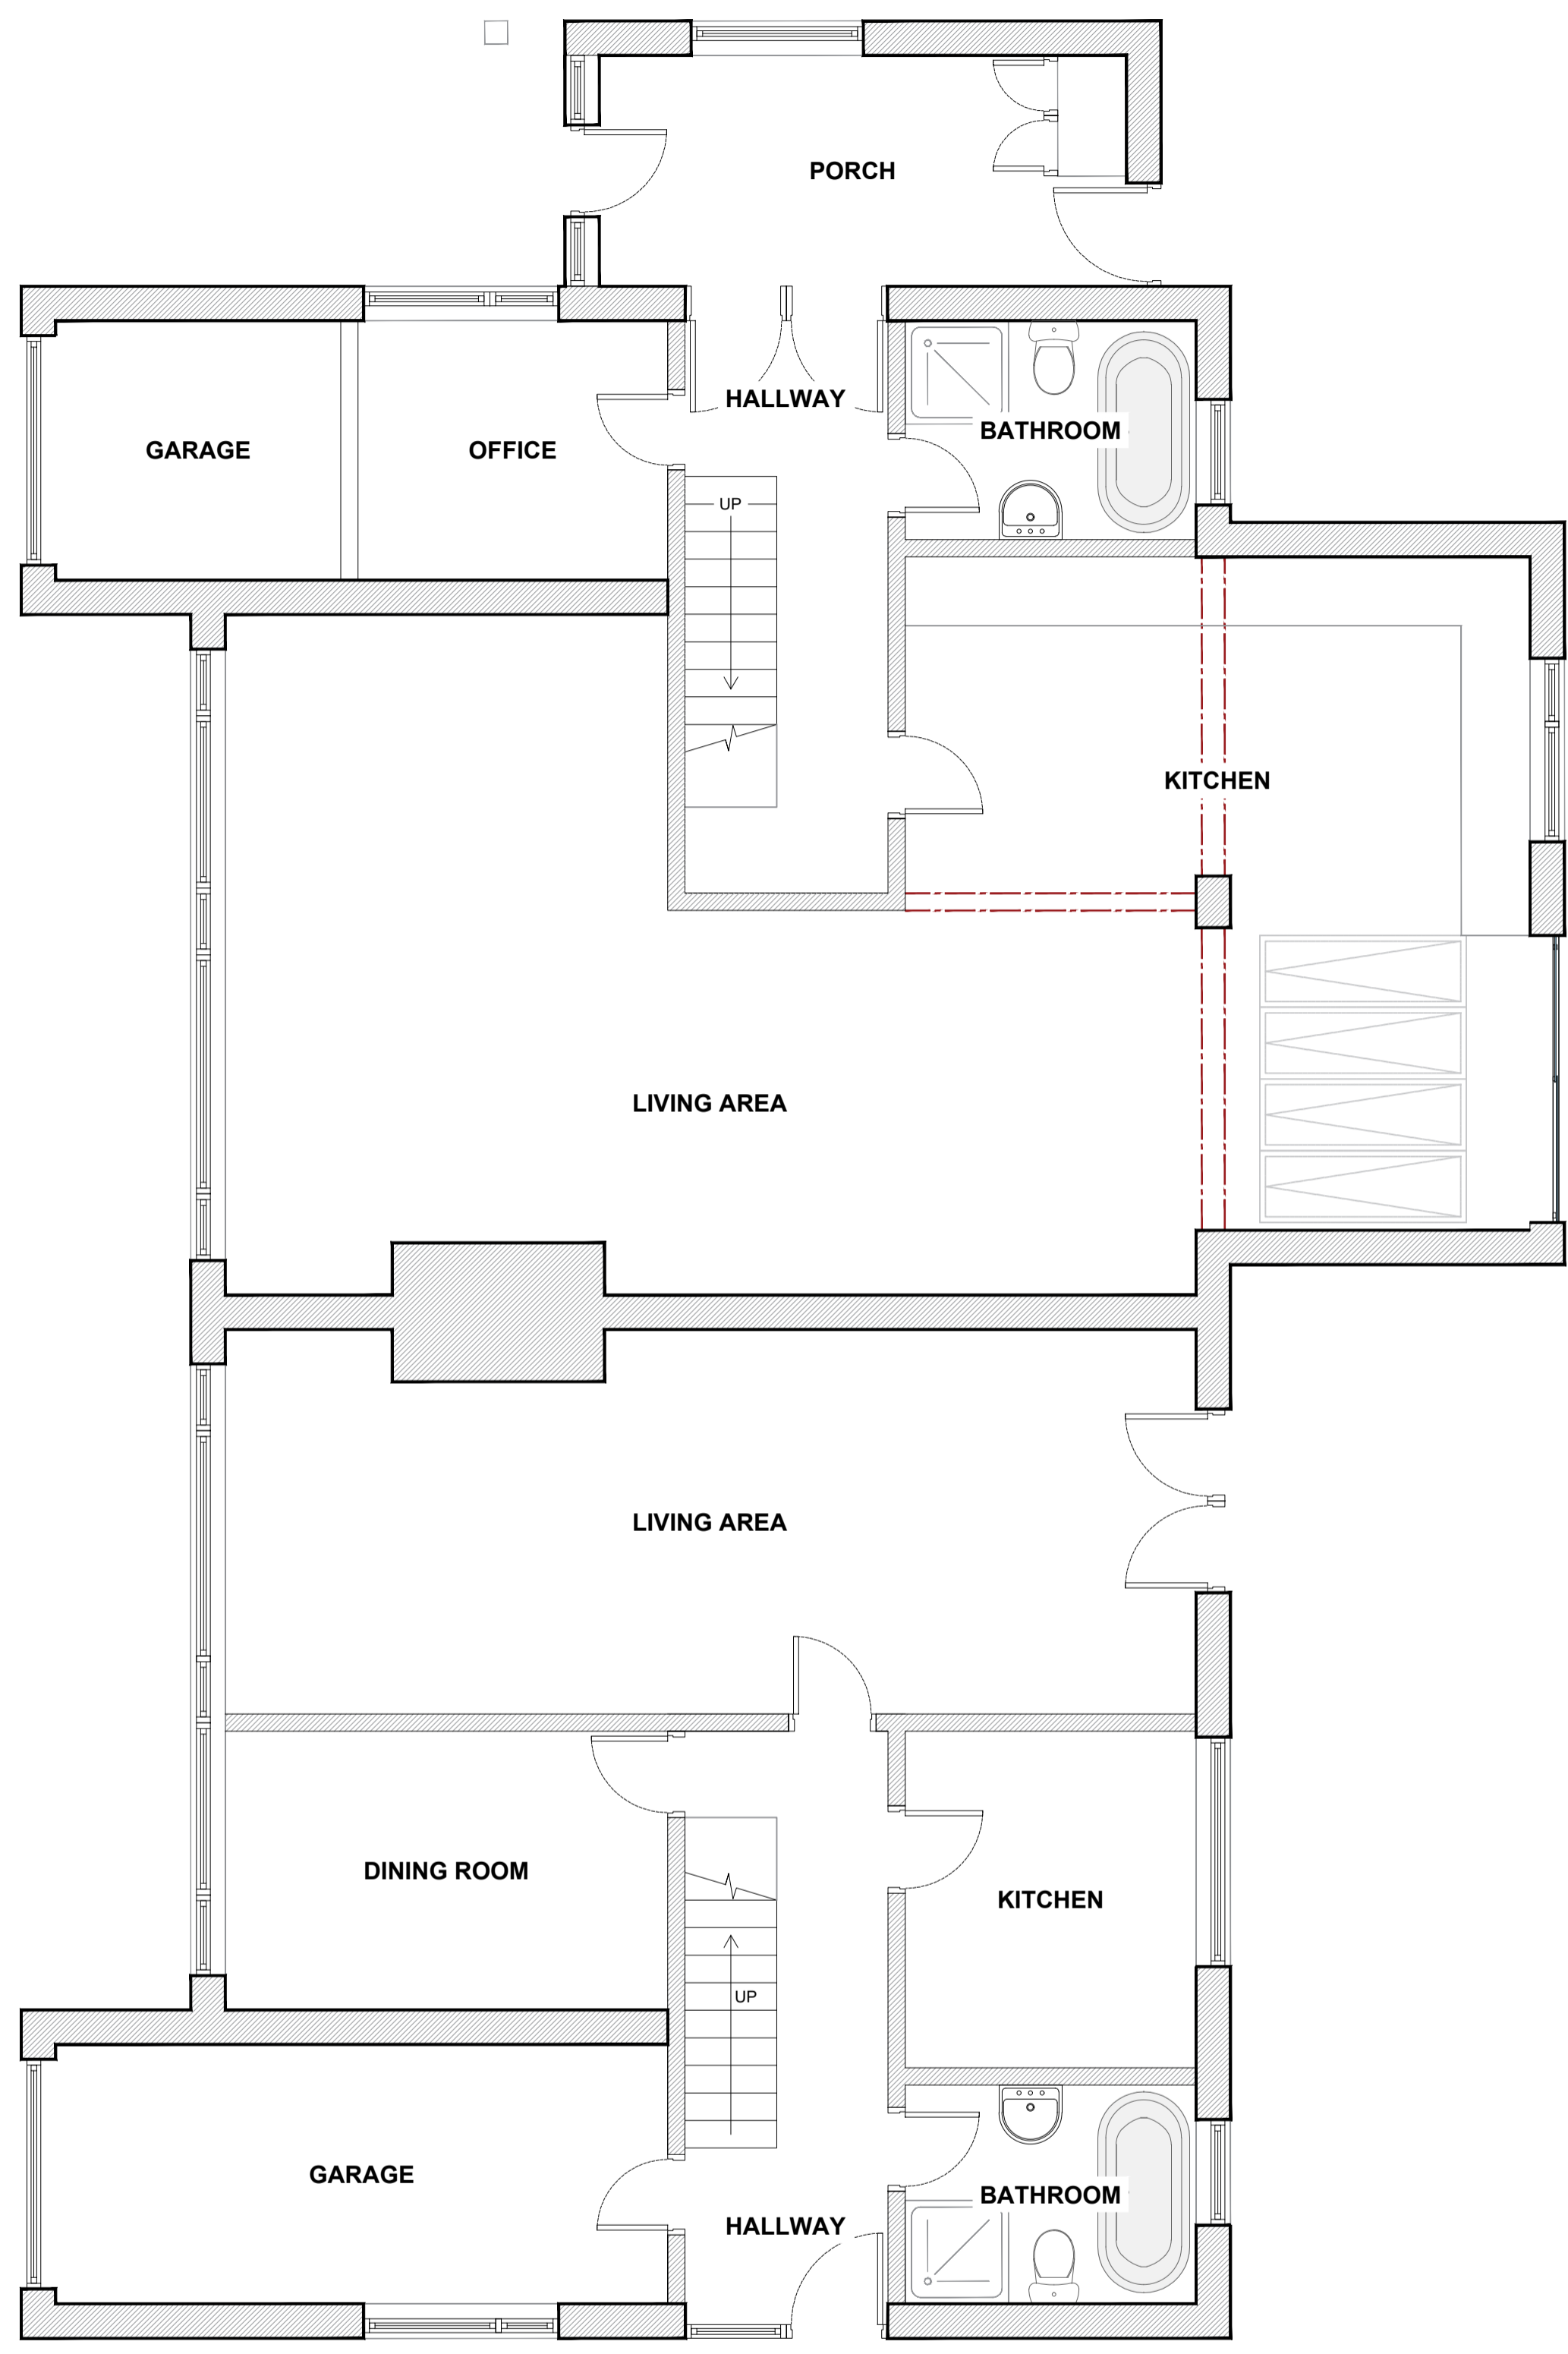 PORCH
HALLWAY
BATHROOM
GARAGE
OFFICE
UP
KITCHEN
LIVING AREA
LIVING AREA
DINING ROOM
KITCHEN
UP
GARAGE
BATHROOM
HALLWAY